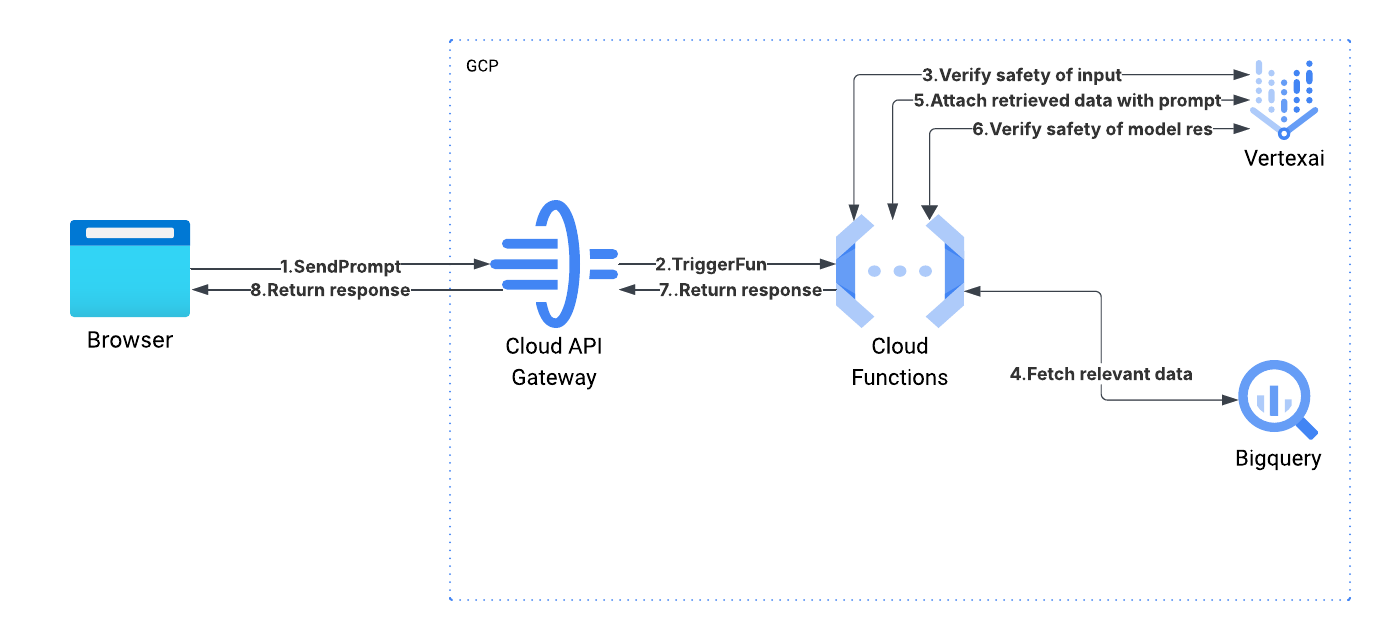 GCP
3.Verify safety of input
5.Attach retrieved data with prompt
6.Verify safety of model res
Vertexai
1.SendPrompt
2.TriggerFun
8.Return response
7..Return response
Browser
Cloud API
Gateway
Cloud
Functions
4.Fetch relevant data
Bigquery